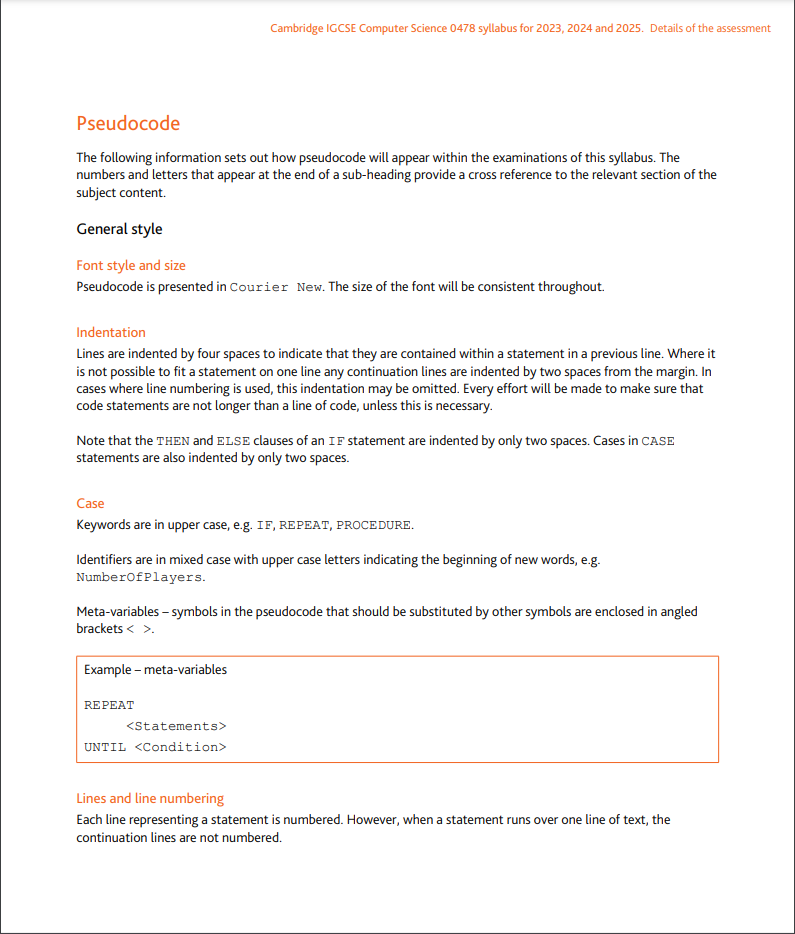 Cambridge IGCSE Computer Science 0478 syllabus for 2023, 2024 and 2025. Details of the assessment
Pseudocode
The following information sets out how pseudocode will appear within the examinations of this syllabus. The
numbers and letters that appear at the end of a sub-heading provide a cross reference to the relevant section of the
subject content.
General style
Font style and size
Pseudocode is presented in Courier New. The size of the font will be consistent throughout.
Indentation
Lines are indented by four spaces to indicate that they are contained within a statement in a previous line. Where it
is not possible to fit a statement on one line any continuation lines are indented by two spaces from the margin. In
cases where line numbering is used, this indentation may be omitted. Every effort will be made to make sure that
code statements are not longer than a line of code, unless this is necessary.
Note that the THEN and ELSE clauses of an IF statement are indented by only two spaces. Cases in CASE
statements are also indented by only two spaces.
Case
Keywords are in upper case, e.g. IF, REPEAT, PROCEDURE.
Identifiers are in mixed case with upper case letters indicating the beginning of new words, e.g.
NumberOfPlayers.
Meta-variables – symbols in the pseudocode that should be substituted by other symbols are enclosed in angled
brackets < >.
Example – meta-variables
REPEAT
<Statements>
UNTIL <Condition>
Lines and line numbering
Each line representing a statement is numbered. However, when a statement runs over one line of text, the
continuation lines are not numbered.